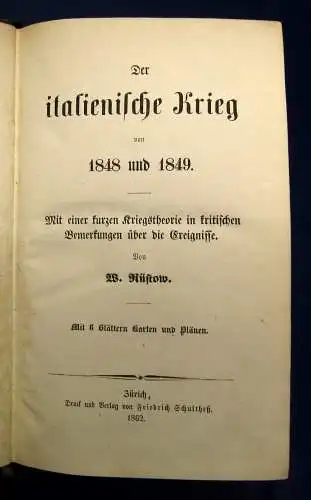 Der
italienische Krieg
von
1848 und 1849.
Mit einer kurzen Kriegstheorie in kritischen
Bemerkungen über die Ereignisse.
Von
W. Rüstow.
Mit 6 Blättern Karten und Plänen.
Zürich,
Druck und Verlag von Friedrich Schultheß.
1862.